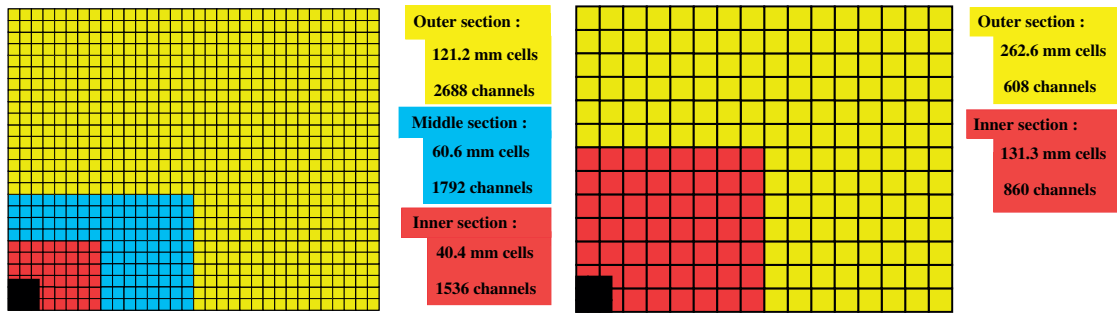 Outer section :
121.2 mm cells
2688 channels
Middle section :
60.6 mm cells
1792 channels
Inner section :
40.4 mm cells
1536 channels
Outer section :
262.6 mm cells
608 channels
Inner section :
131.3 mm cells
860 channels